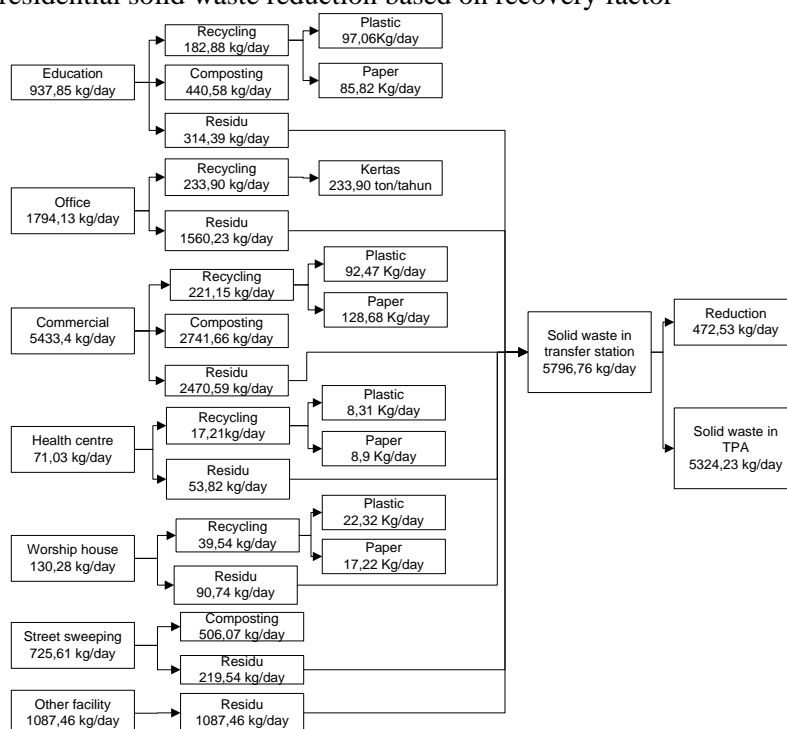 residential solid waste reduction based on recovery factor
Education
937,85 kg/day
Recycling
182,88 kg/day
Plastic
97,06Kg/day
Paper
85,82 Kg/day
Composting
440,58 kg/day
Residu
314,39 kg/day
Office
1794,13 kg/day
Recycling
233,90 kg/day
Kertas
233,90 ton/tahun
Residu
1560,23 kg/day
Commercial
5433,4 kg/day
Recycling
221,15 kg/day
Plastic
92,47 Kg/day
Paper
128,68 Kg/day
Composting
2741,66 kg/day
Residu
2470,59 kg/day
Health centre
71,03 kg/day
Recycling
17,21kg/day
Plastic
8,31 Kg/day
Paper
8,9 Kg/day
Residu
53,82 kg/day
Worship house
130,28 kg/day
Recycling
39,54 kg/day
Plastic
22,32 Kg/day
Paper
17,22 Kg/day
Residu
90,74 kg/day
Street sweeping
725,61 kg/day
Composting
506,07 kg/day
Residu
219,54 kg/day
Other facility
1087,46 kg/day
Residu
1087,46 kg/day
Solid waste in
transfer station
5796,76 kg/day
Reduction
472,53 kg/day
Solid waste in
TPA
5324,23 kg/day